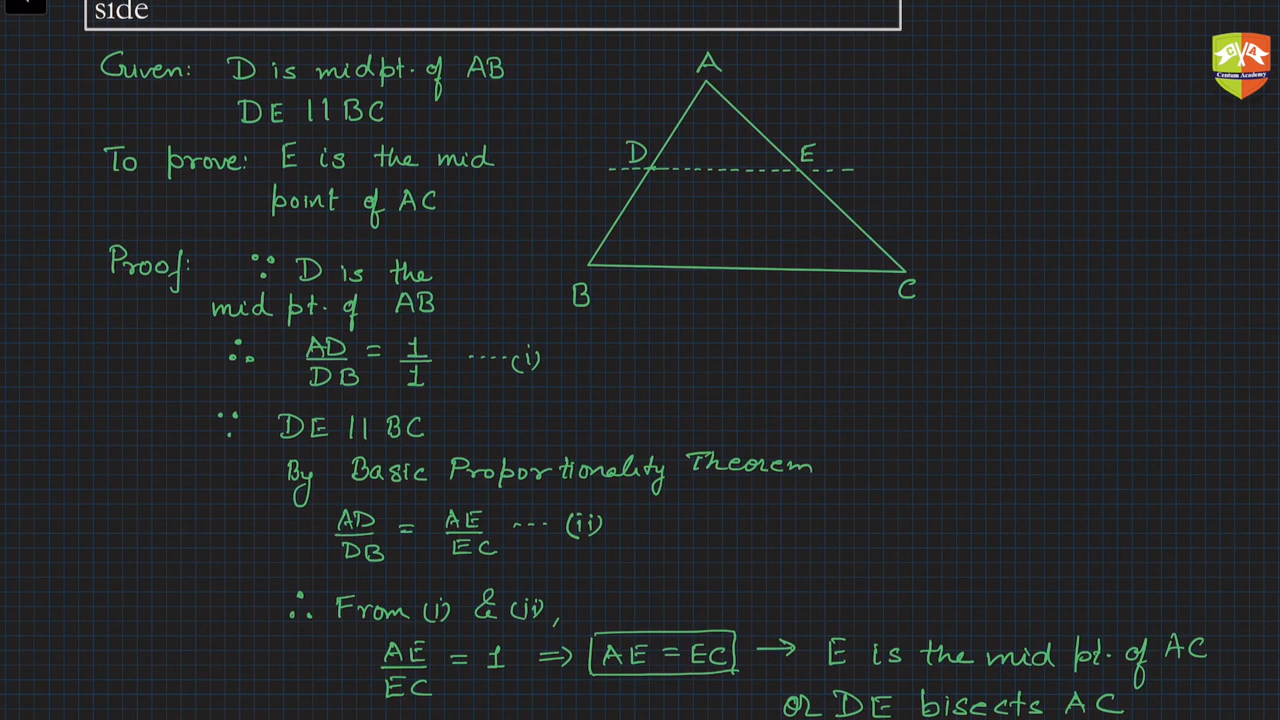 side
Given: D is midpt. of AB
DE || BC
To prove: E is the mid
point of AC
Proof: ∵ D is the
mid pt. of AB
∴ AD/DB = 1/1 ....(i)
∵ DE || BC
By Basic Proportionality Theorem
AD/DB = AE/EC ... (ii)
∴ From (i) & (ii),
AE/EC = 1 ⇒ AE = EC → E is the mid pt. of AC
or DE bisects AC
A
D
E
B
C
C A
Centum Academy